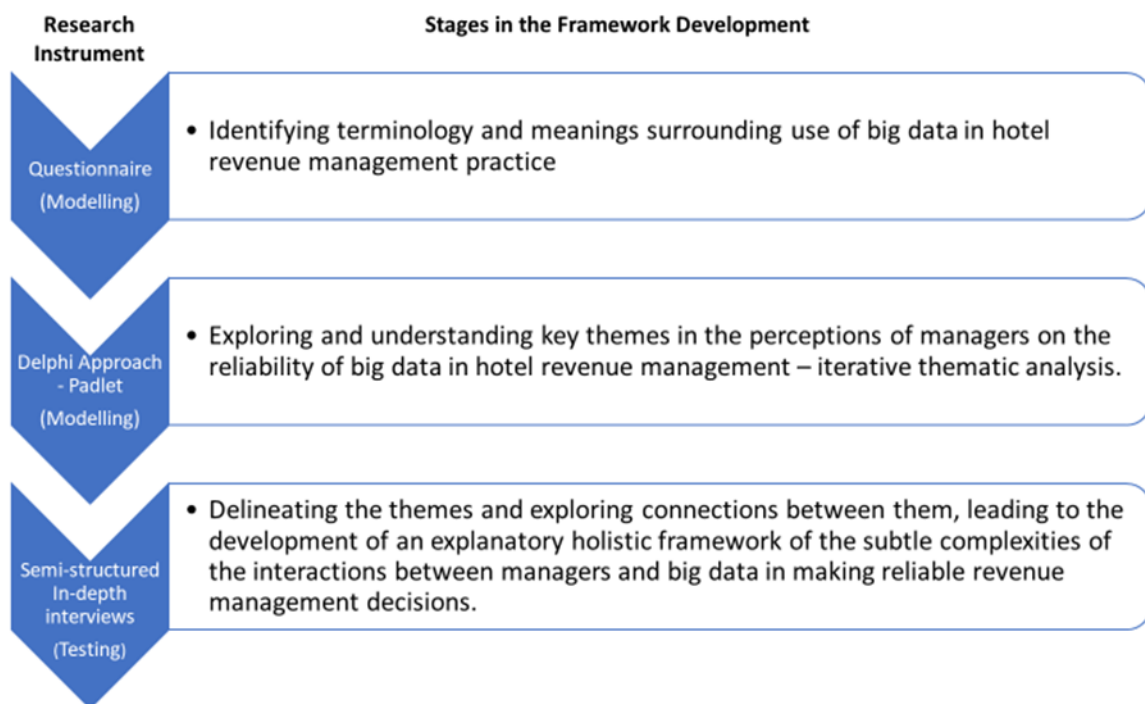 Research
Instrument
Stages in the Framework Development
Questionnaire
(Modelling)
• Identifying terminology and meanings surrounding use of big data in hotel
revenue management practice
Delphi Approach
- Padlet
(Modelling)
• Exploring and understanding key themes in the perceptions of managers on the
reliability of big data in hotel revenue management – iterative thematic analysis.
Semi-structured
In-depth
interviews
(Testing)
• Delineating the themes and exploring connections between them, leading to the
development of an explanatory holistic framework of the subtle complexities of
the interactions between managers and big data in making reliable revenue
management decisions.